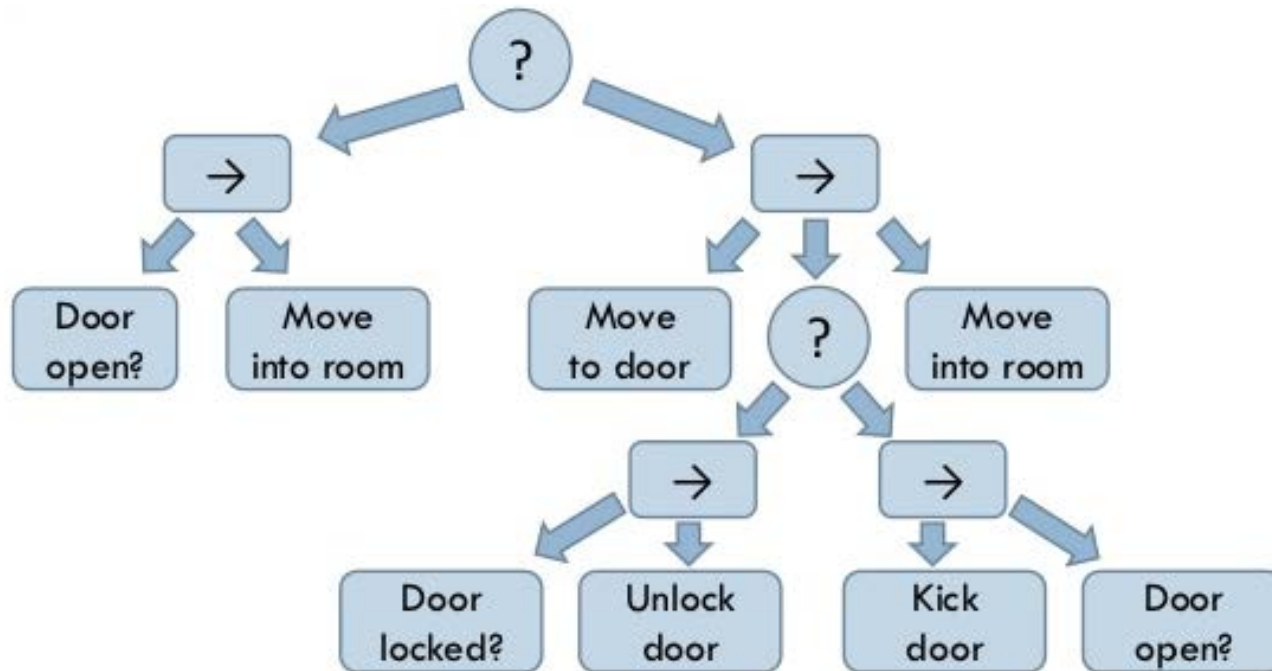 ?
→
→
Door
open?
Move
into room
Move
to door
?
Move
into room
→
→
Door
locked?
Unlock
door
Kick
door
Door
open?